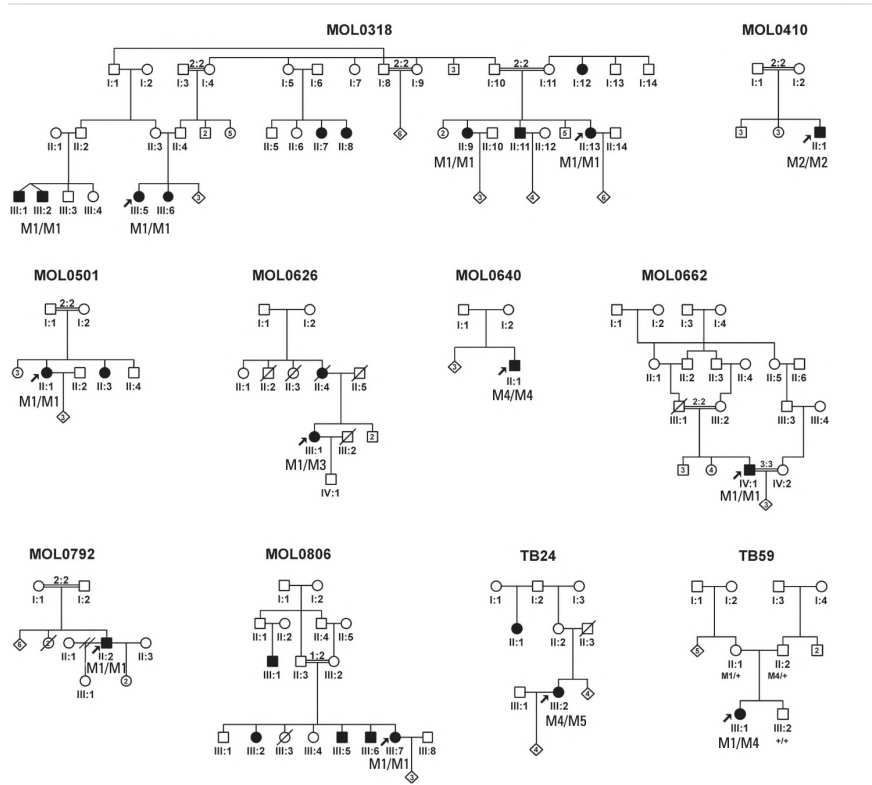 MOL0318 MOL0410
2:2 2:2 2:2 2:2
3
I:1 I:2 I:3 I:4 I:5 I:6 I:7 I:8 I:9 I:10 I:11 I:12 I:13 I:14 I:1 I:2
2 5 6 2 5 3 3
II:1 II:2 II:3 II:4 II:5 II:6 II:7 II:8 II:9 II:10 II:11 II:12 II:13 II:14 II:1
M1/M1 M1/M1 M2/M2
3 3 4 6
III:1 III:2 III:3 III:4 III:5 III:6
M1/M1 M1/M1
MOL0501 MOL0626 MOL0640 MOL0662
2:2
I:1 I:2 I:1 I:2 I:1 I:2 I:1 I:2 I:3 I:4
3 3
II:1 II:2 II:3 II:4 II:1 II:2 II:3 II:4 II:5 II:1 II:1 II:2 II:3 II:4 II:5 II:6
M1/M1 M4/M4
3
2:2
III:1 III:2 III:3 III:4
2
III:1 III:2
M1/M3
3 4 3:3
IV:1 IV:1 IV:2
M1/M1
3
MOL0792 MOL0806 TB24 TB59
2:2
I:1 I:2 I:1 I:2 I:1 I:2 I:3 I:1 I:2 I:3 I:4
6
II:1 II:2 II:3 II:1 II:2 II:4 II:5 II:1 II:2 II:3
5 2
II:1 II:2
M1/+ M4/+
M1/M1
1:2
III:1 II:3 III:2
2
III:1
III:1 III:2 4
M4/M5
4
III:1 III:2 III:3 III:4 III:5 III:6 III:7 III:8
M1/M1
3
III:1 III:2
M1/M4 +/+